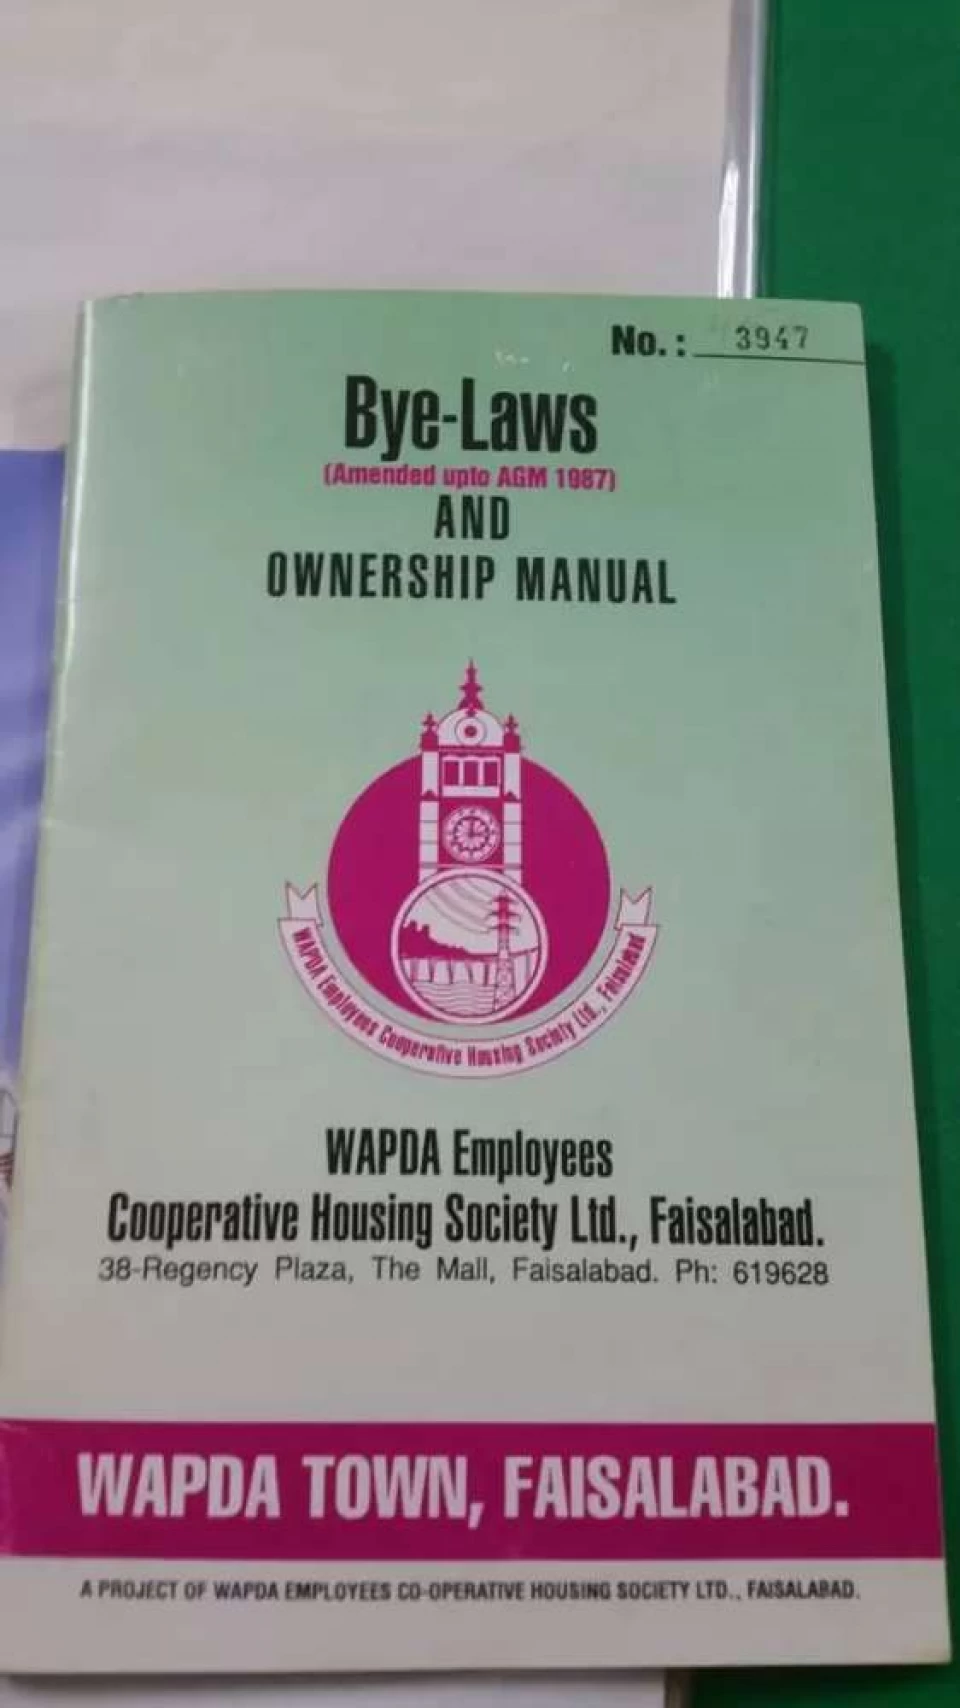 No.: 3947
Bye-Laws
(Amended upto AGM 1987)
AND
OWNERSHIP MANUAL
WAPDA Employees Cooperative Housing Society Ltd., Faisalabad
WAPDA Employees
Cooperative Housing Society Ltd., Faisalabad.
38-Regency Plaza, The Mall, Faisalabad. Ph: 619628
WAPDA TOWN, FAISALABAD.
A PROJECT OF WAPDA EMPLOYEES CO-OPERATIVE HOUSING SOCIETY LTD., FAISALABAD.